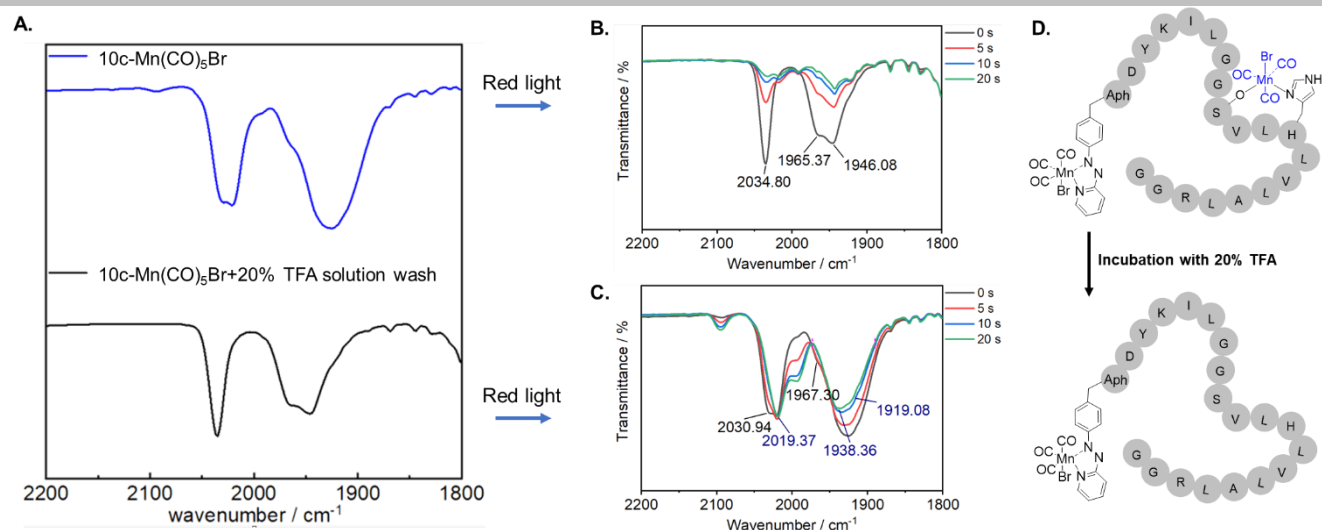 A.
10c-Mn(CO)5Br
10c-Mn(CO)5Br+20% TFA solution wash
2200 2100 2000 1900 1800
wavenumber / cm-1
Red light
Red light
B.
Transmittance / %
0 s
5 s
10 s
20 s
2034.80
1965.37
1946.08
2200 2100 2000 1900 1800
Wavenumber / cm-1
C.
Transmittance / %
0 s
5 s
10 s
20 s
2030.94
2019.37
1967.30
1938.36
1919.08
2200 2100 2000 1900 1800
Wavenumber / cm-1
D.
Aph D Y K I L G G S V L H L V L A L R G G
Br
OC CO
Mn
CO
O
N
NH
CO
OC
Mn N
OC N
Br N
Incubation with 20% TFA
Aph D Y K I L G G S V L H L V L A L R G G
CO
OC
Mn N
OC N
Br N